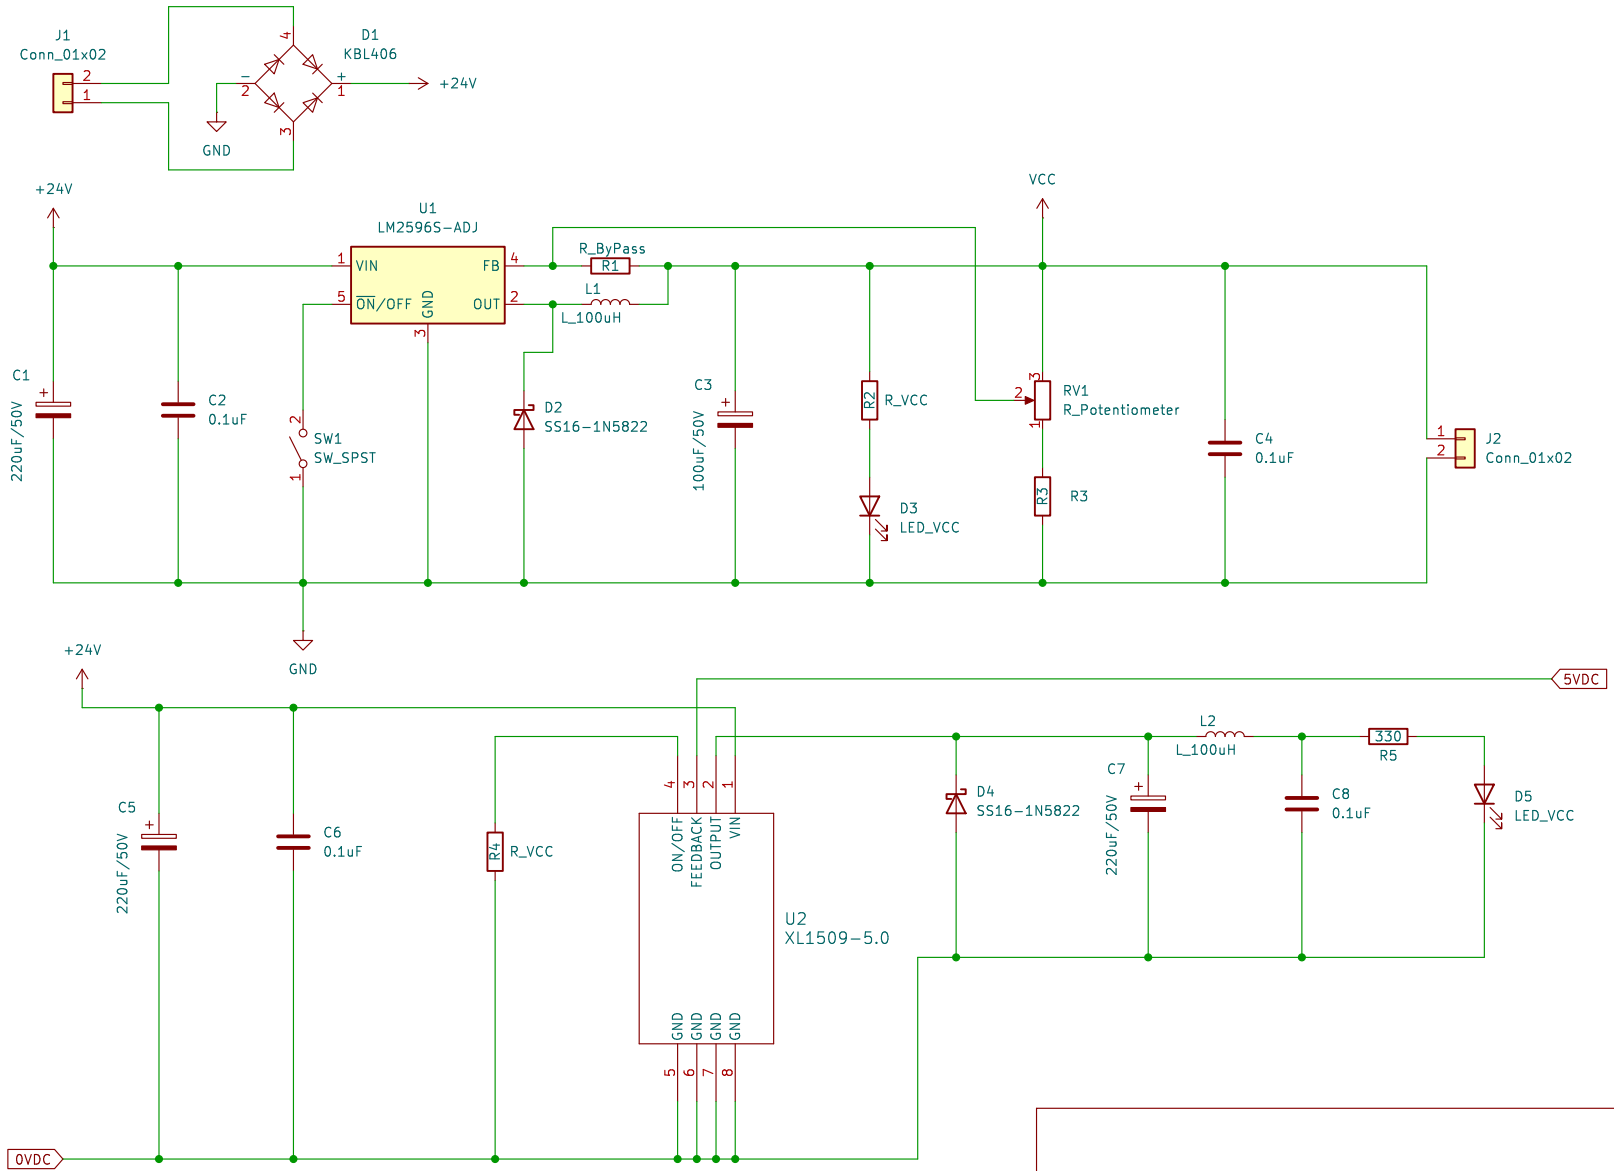 J1
Conn_01x02
2
1
4
D1
KBL406
-
2
+
1
3
+24V
GND
+24V
VCC
U1
LM2596S-ADJ
1
VIN
FB
4
R_ByPass
R1
5
ON/OFF
GND
OUT
2
L1
L_100uH
3
C1
+
220uF/50V
C2
0.1uF
2
SW1
SW_SPST
1
D2
SS16-1N5822
C3
+
100uF/50V
R2
R_VCC
D3
LED_VCC
3
2
1
RV1
R_Potentiometer
R3
R3
C4
0.1uF
1
2
J2
Conn_01x02
GND
+24V
5VDC
C5
+
220uF/50V
C6
0.1uF
R4
R_VCC
4
3
2
1
ON/OFF
FEEDBACK
OUTPUT
VIN
U2
XL1509-5.0
GND
GND
GND
GND
5
6
7
8
D4
SS16-1N5822
C7
+
220uF/50V
L2
L_100uH
C8
0.1uF
330
R5
D5
LED_VCC
0VDC